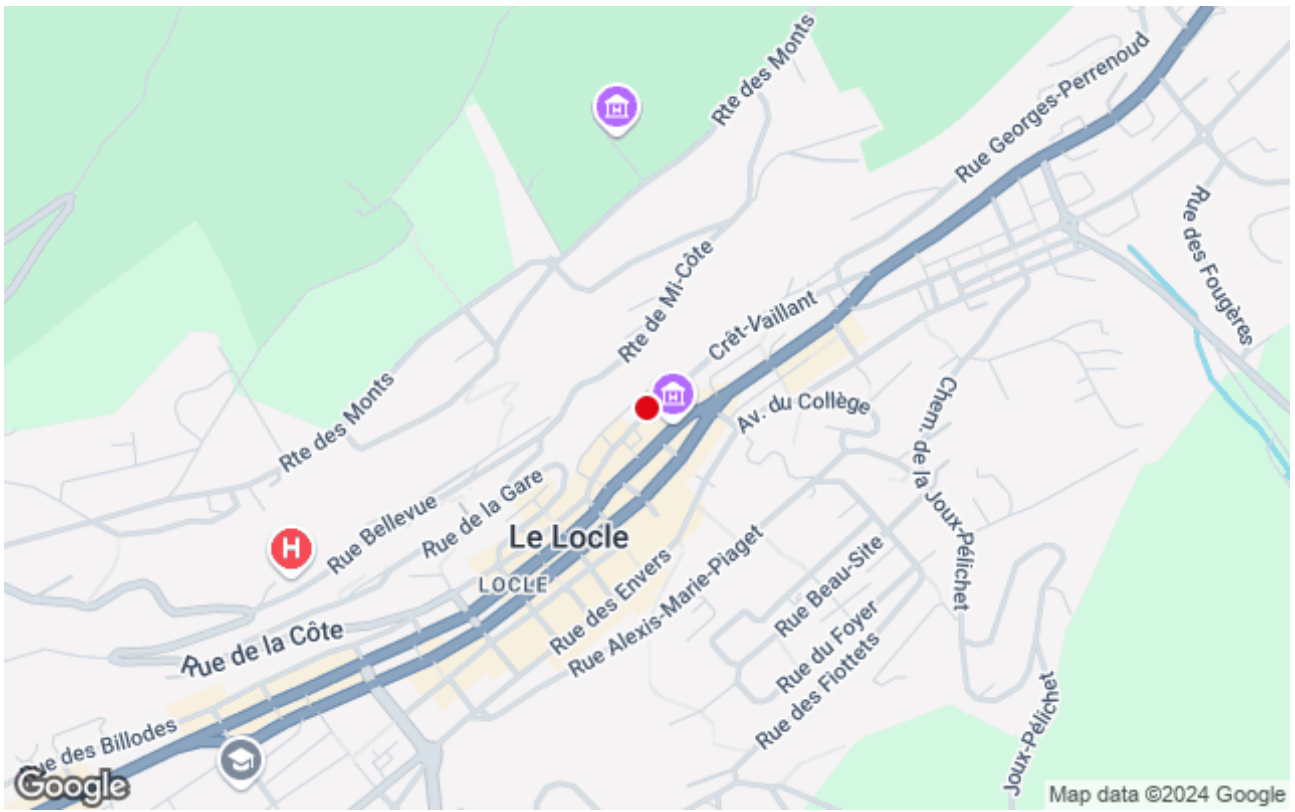 Rte des Monts
Rue Georges-Perrenoud
Rue des Fougères
Rte de Mi-Côte
Crêt-Vaillant
Rte des Monts
Av. du Collège
Chem. de la Joux-Pélichet
Rue de la Gare
Rue Bellevue
H
Le Locle
LOCLE
Rue des Envers
Rue Alexis-Marie-Piaget
Rue Beau-Site
Rue du Foyer
Rue des Fiottets
Rue de la Côte
Joux-Pélichet
Rue des Billodes
Google
Map data ©2024 Google